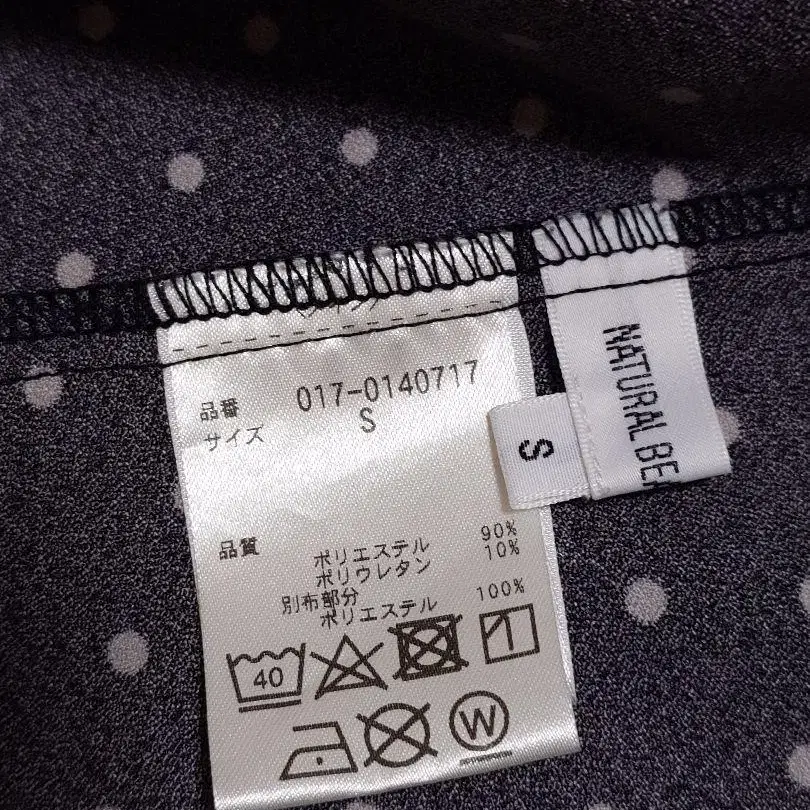 品番 017-0140717
サイズ S
品質 ポリエステル 90%
ポリウレタン 10%
別布部分
ポリエステル 100%
40
W
S
NATURAL BEA